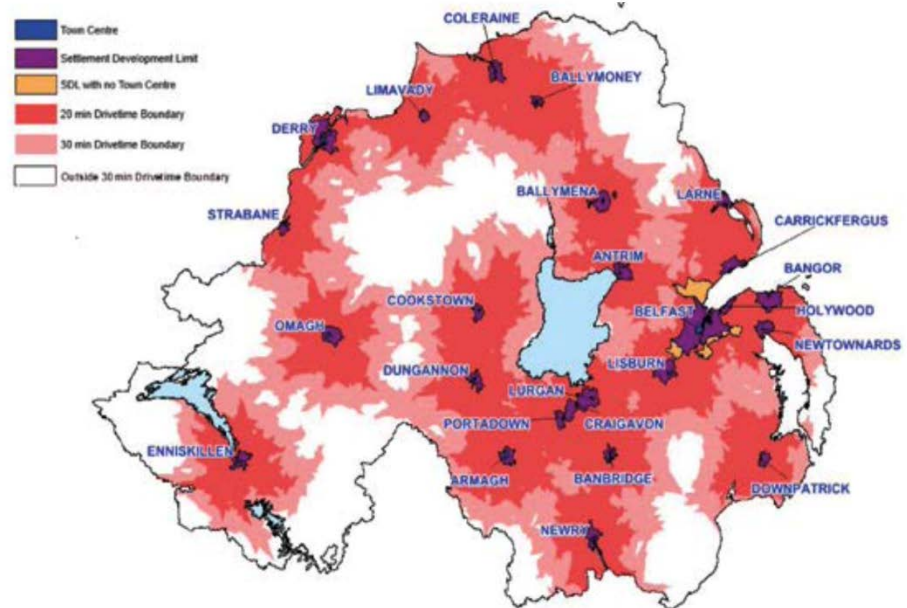 Town Centre
Settlement Development Limit
SDL with no Town Centre
20 min Drivetime Boundary
30 min Drivetime Boundary
Outside 30 min Drivetime Boundary
COLERAINE
BALLYMONEY
LIMAVADY
DERRY
BALLYMENA
LARNE
STRABANE
CARRICKFERGUS
ANTRIM
BANGOR
COOKSTOWN
BELFAST
HOLYWOOD
OMAGH
NEWTOWNARDS
DUNGANNON
LISBURN
LURGAN
PORTADOWN
CRAIGAVON
ENNISKILLEN
ARMAGH
BANBRIDGE
DOWNPATRICK
NEWRY